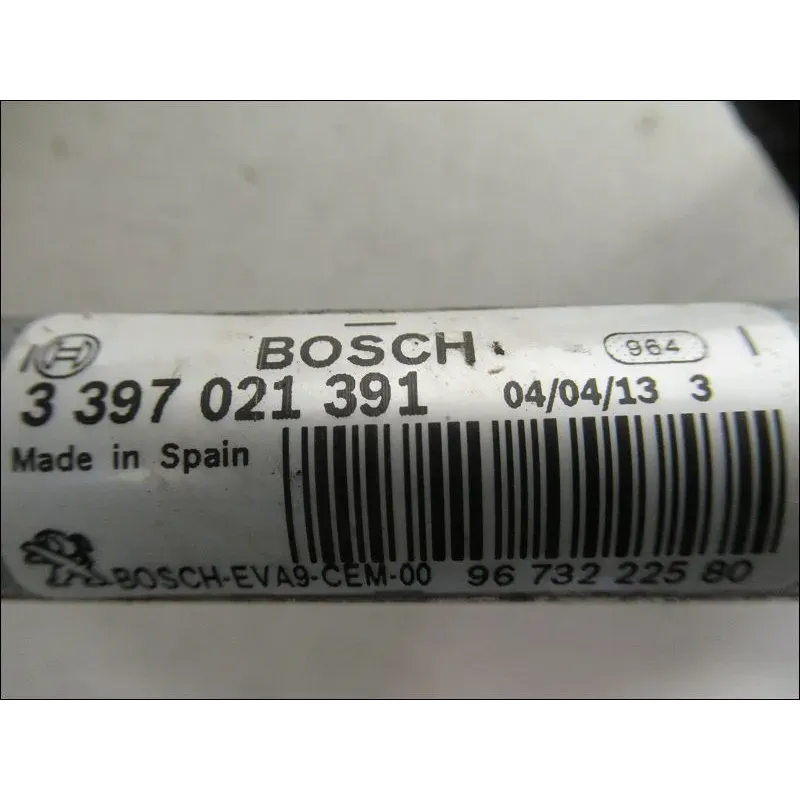 BOSCH 964
3 397 021 391 04/04/13 3
Made in Spain
BOSCH-EVA9-CEM-00 96 732 225 80